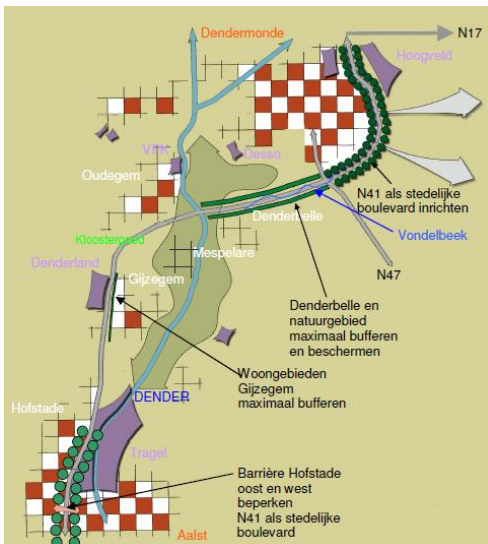 Dendermonde
N17
Hoogveld
VPK
Desso
Oudegem
N41 als stedelijke
boulevard inrichten
Denderbelle
Vondelbeek
Kloostergoed
Mespelare
Denderland
Gijzegem
N47
Denderbelle en
natuurgebied
maximaal bufferen
en beschermen
Woongebieden
Gijzegem
maximaal bufferen
DENDER
Hofstade
Tragel
Barrière Hofstade
oost en west
beperken
N41 als stedelijke
boulevard
Aalst